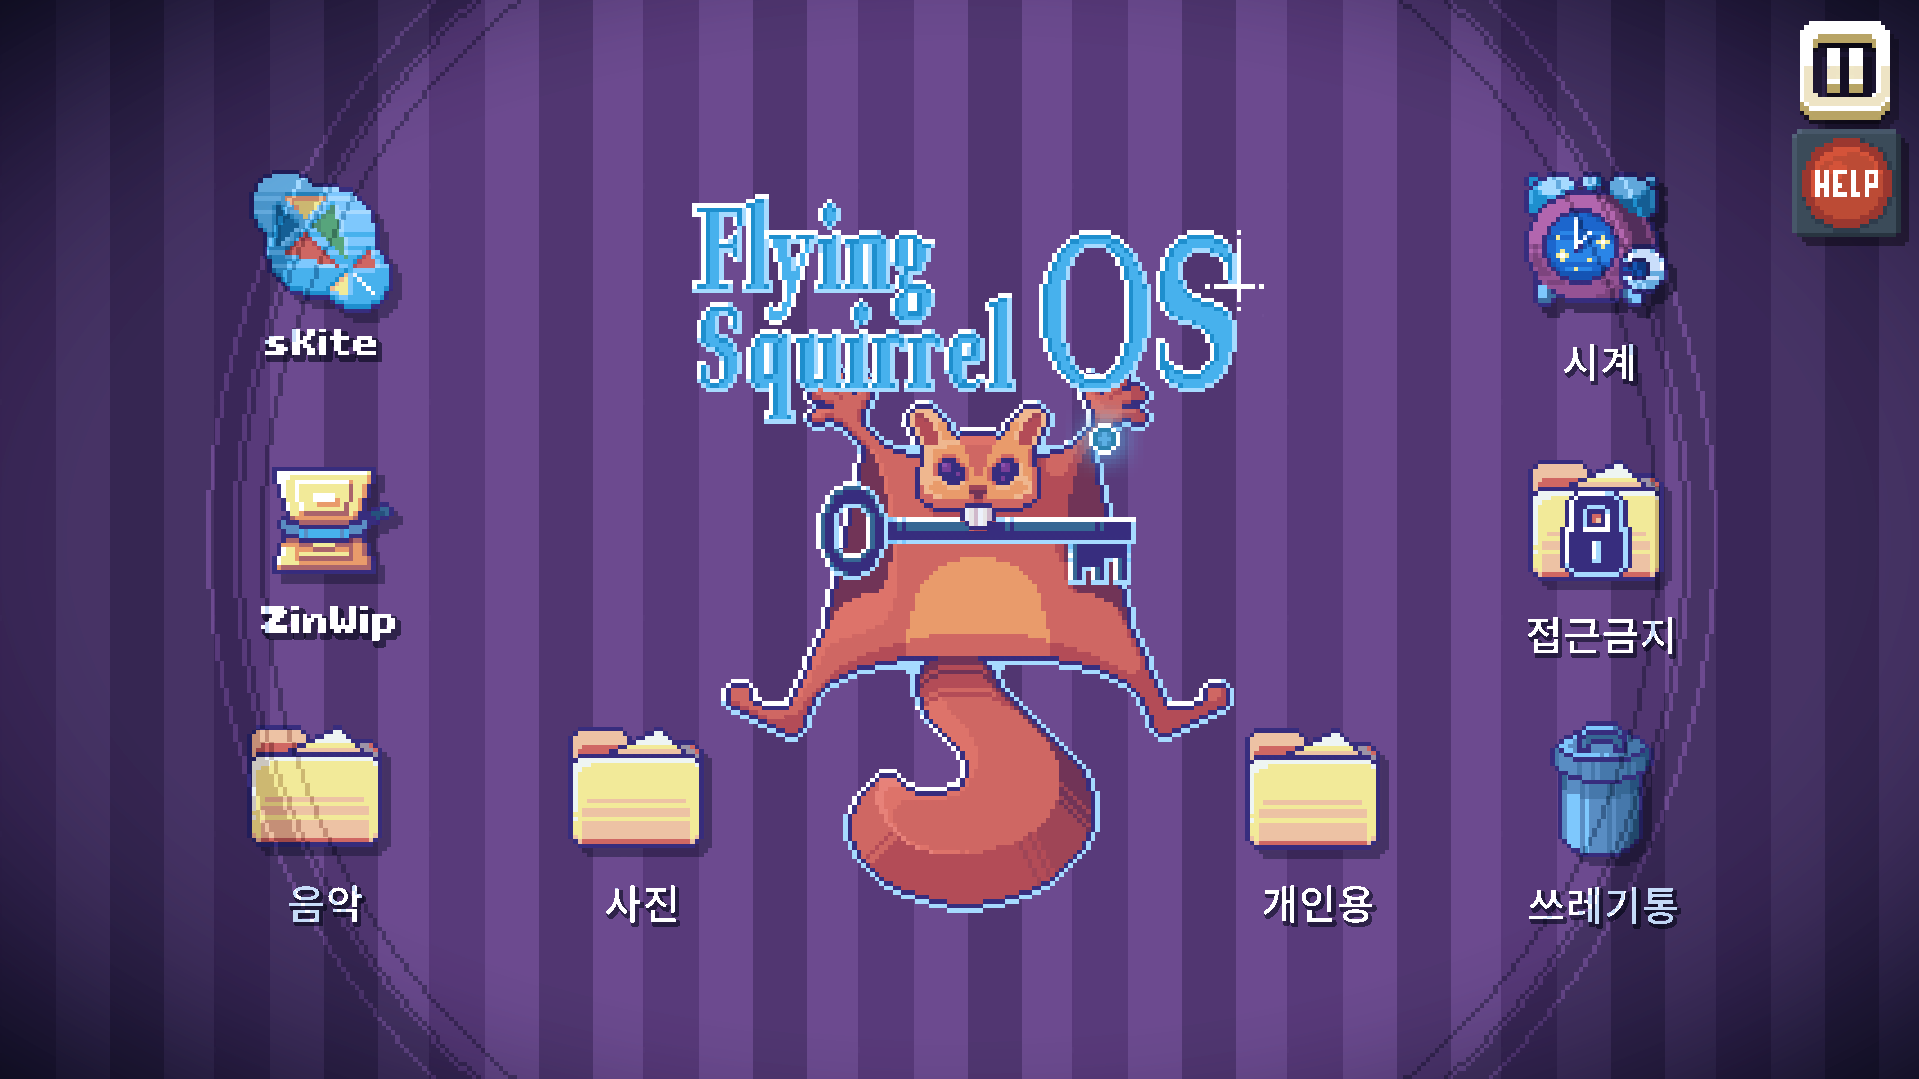 HELP
Flying
Squirrel OS
sKite
시계
ZinWip
접근금지
음악
사진
개인용
쓰레기통